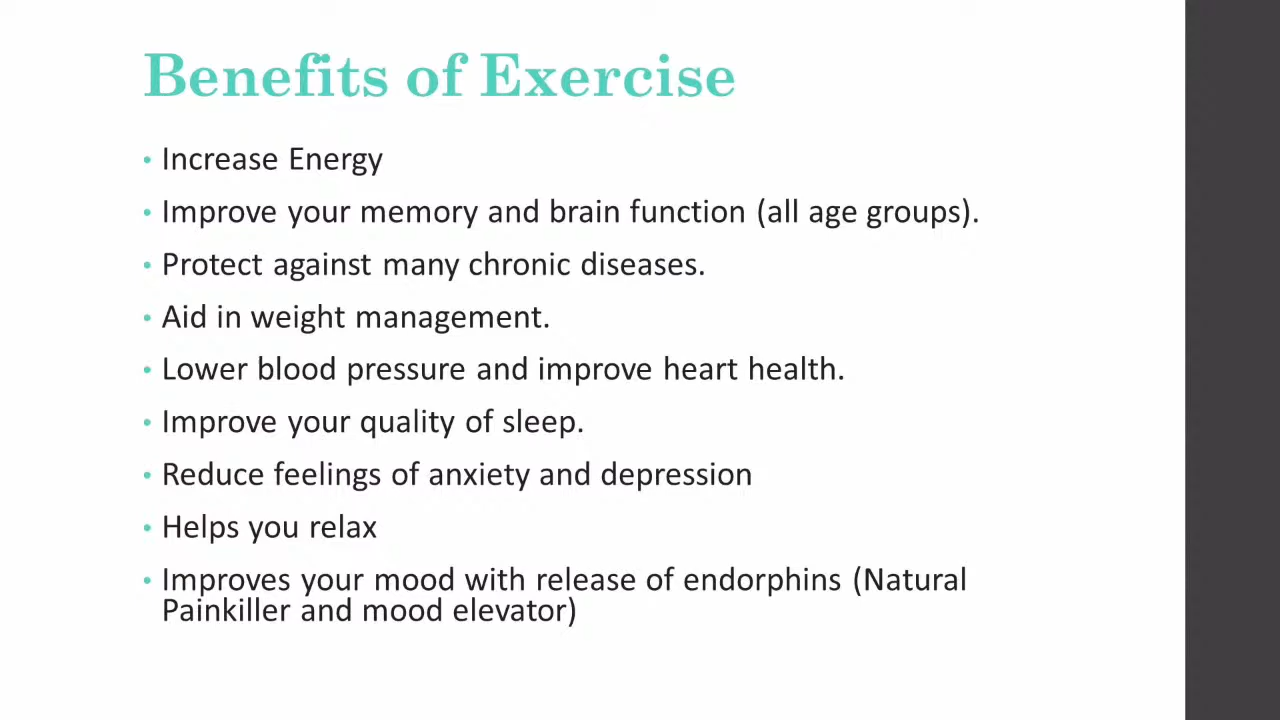 Benefits of Exercise
• Increase Energy
• Improve your memory and brain function (all age groups).
• Protect against many chronic diseases.
• Aid in weight management.
• Lower blood pressure and improve heart health.
• Improve your quality of sleep.
• Reduce feelings of anxiety and depression
• Helps you relax
• Improves your mood with release of endorphins (Natural
Painkiller and mood elevator)